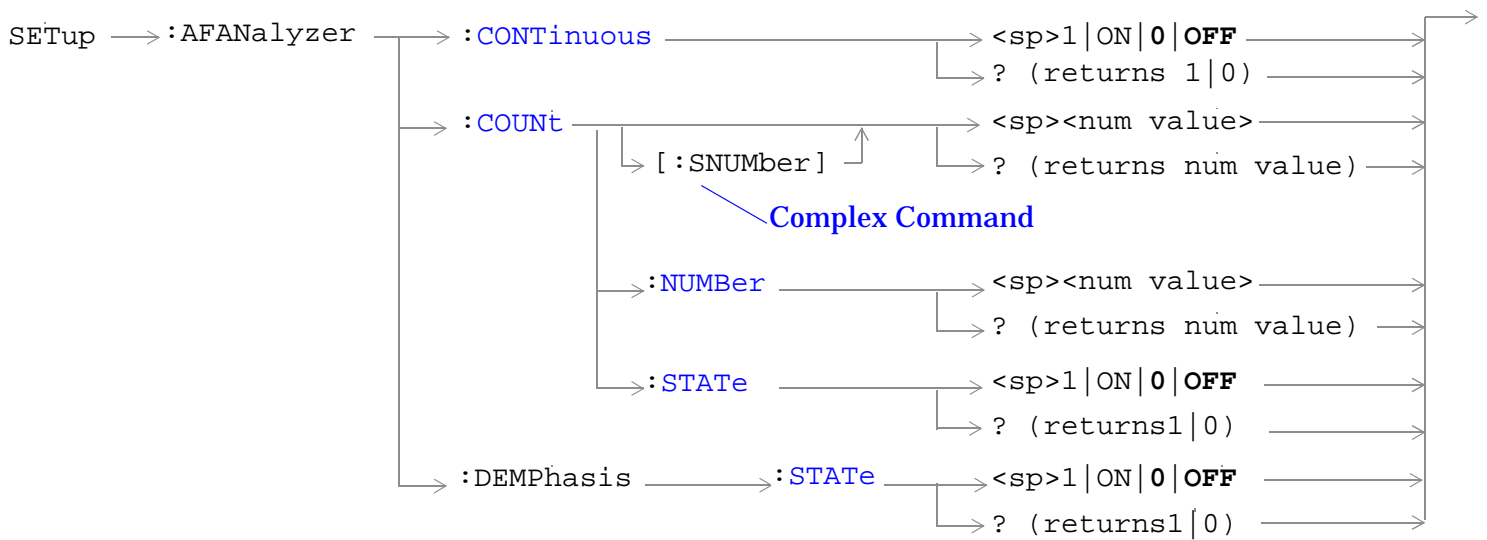 SETup :AFANalyzer :CONTinuous <sp>1|ON|0|OFF
? (returns 1|0)
:COUNt <sp><num value>
[:SNUMber] ? (returns num value)
Complex Command
:NUMBer <sp><num value>
? (returns num value)
:STATe <sp>1|ON|0|OFF
? (returns1|0)
:DEMPhasis :STATe <sp>1|ON|0|OFF
? (returns1|0)